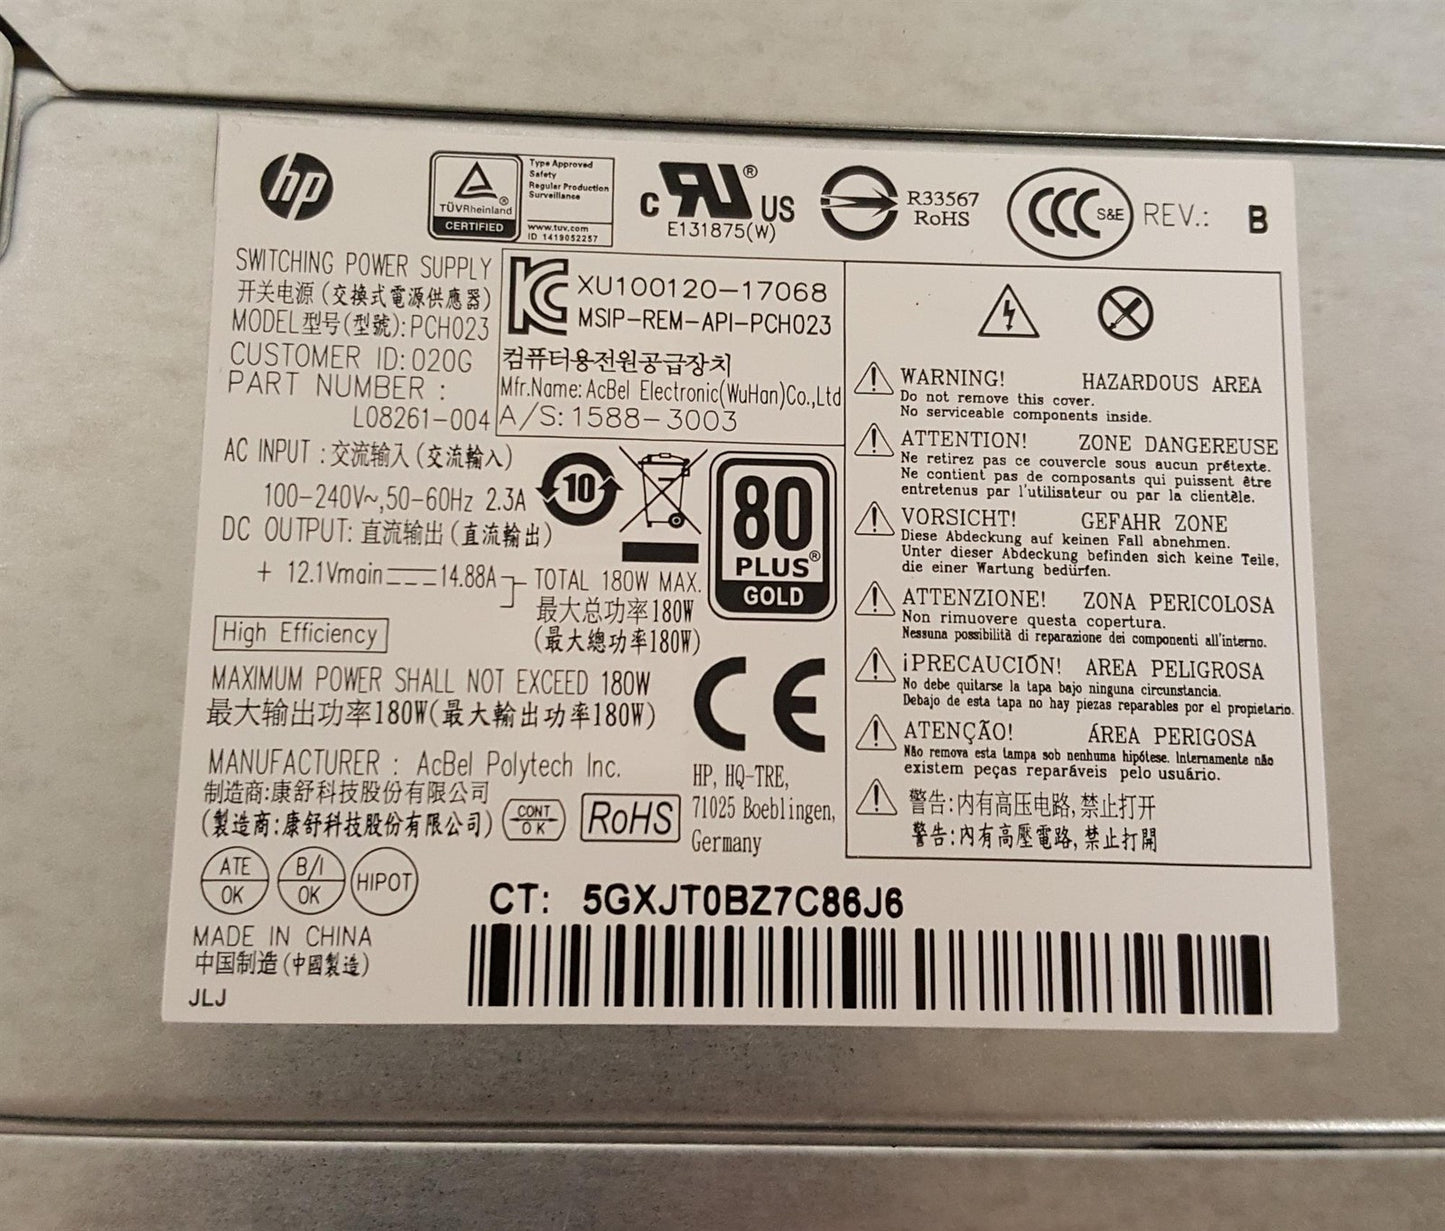 hp
TÜVRheinland
CERTIFIED
Type Approved
Safety
Regular Production
Surveillance
www.tuv.com
ID 1419052257
c RU ® US
E131875(W)
R33567
RoHS
CCC S&E
REV.: B
SWITCHING POWER SUPPLY
开关电源(交換式電源供應器)
MODEL型号(型號):PCH023
CUSTOMER ID:020G
PART NUMBER :
L08261-004
XU100120-17068
MSIP-REM-API-PCH023
컴퓨터용전원공급장치
Mfr.Name:AcBel Electronic(WuHan)Co.,Ltd
A/S:1588-3003
AC INPUT :交流输入(交流輸入)
100-240V~,50-60Hz 2.3A
DC OUTPUT:直流输出(直流輸出)
+ 12.1Vmain 14.88A
TOTAL 180W MAX.
最大总功率180W
(最大總功率180W)
10
80
PLUS®
GOLD
High Efficiency
MAXIMUM POWER SHALL NOT EXCEED 180W
最大输出功率180W(最大輸出功率180W)
CE
MANUFACTURER : AcBel Polytech Inc.
制造商:康舒科技股份有限公司
(製造商:康舒科技股份有限公司)
CONT
OK
RoHS
HP, HQ-TRE,
71025 Boeblingen,
Germany
ATE
OK
B/I
OK
HIPOT
MADE IN CHINA
中国制造(中國製造)
JLJ
CT: 5GXJT0BZ7C86J6
WARNING! HAZARDOUS AREA
Do not remove this cover.
No serviceable components inside.
ATTENTION! ZONE DANGEREUSE
Ne retirez pas ce couvercle sous aucun prétexte.
Ne contient pas de composants qui puissent être
entretenus par l'utilisateur ou par la clientèle.
VORSICHT! GEFAHR ZONE
Diese Abdeckung auf keinen Fall abnehmen.
Unter dieser Abdeckung befinden sich keine Teile,
die einer Wartung bedürfen.
ATTENZIONE! ZONA PERICOLOSA
Non rimuovere questa copertura.
Nessuna possibilità di reparazione dei componenti all'interno.
¡PRECAUCIÓN! AREA PELIGROSA
No debe quitarse la tapa bajo ninguna circunstancia.
Debajo de esta tapa no hay piezas reparables por el propietario.
ATENÇÃO! ÁREA PERIGOSA
Não remova esta tampa sob nenhuma hipótese. Internamente não
existem peças reparáveis pelo usuário.
警告:内有高压电路,禁止打开
警告:內有高壓電路,禁止打開